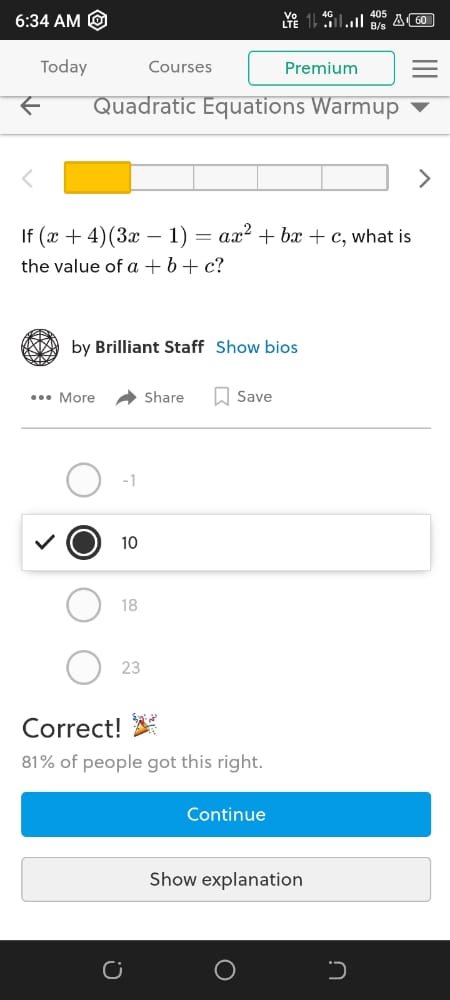 6:34 AM Vo LTE 4G 405 B/s 60
Today Courses Premium
Quadratic Equations Warmup
If (x + 4)(3x − 1) = ax² + bx + c, what is
the value of a + b + c?
by Brilliant Staff Show bios
More Share Save
-1
10
18
23
Correct!
81% of people got this right.
Continue
Show explanation